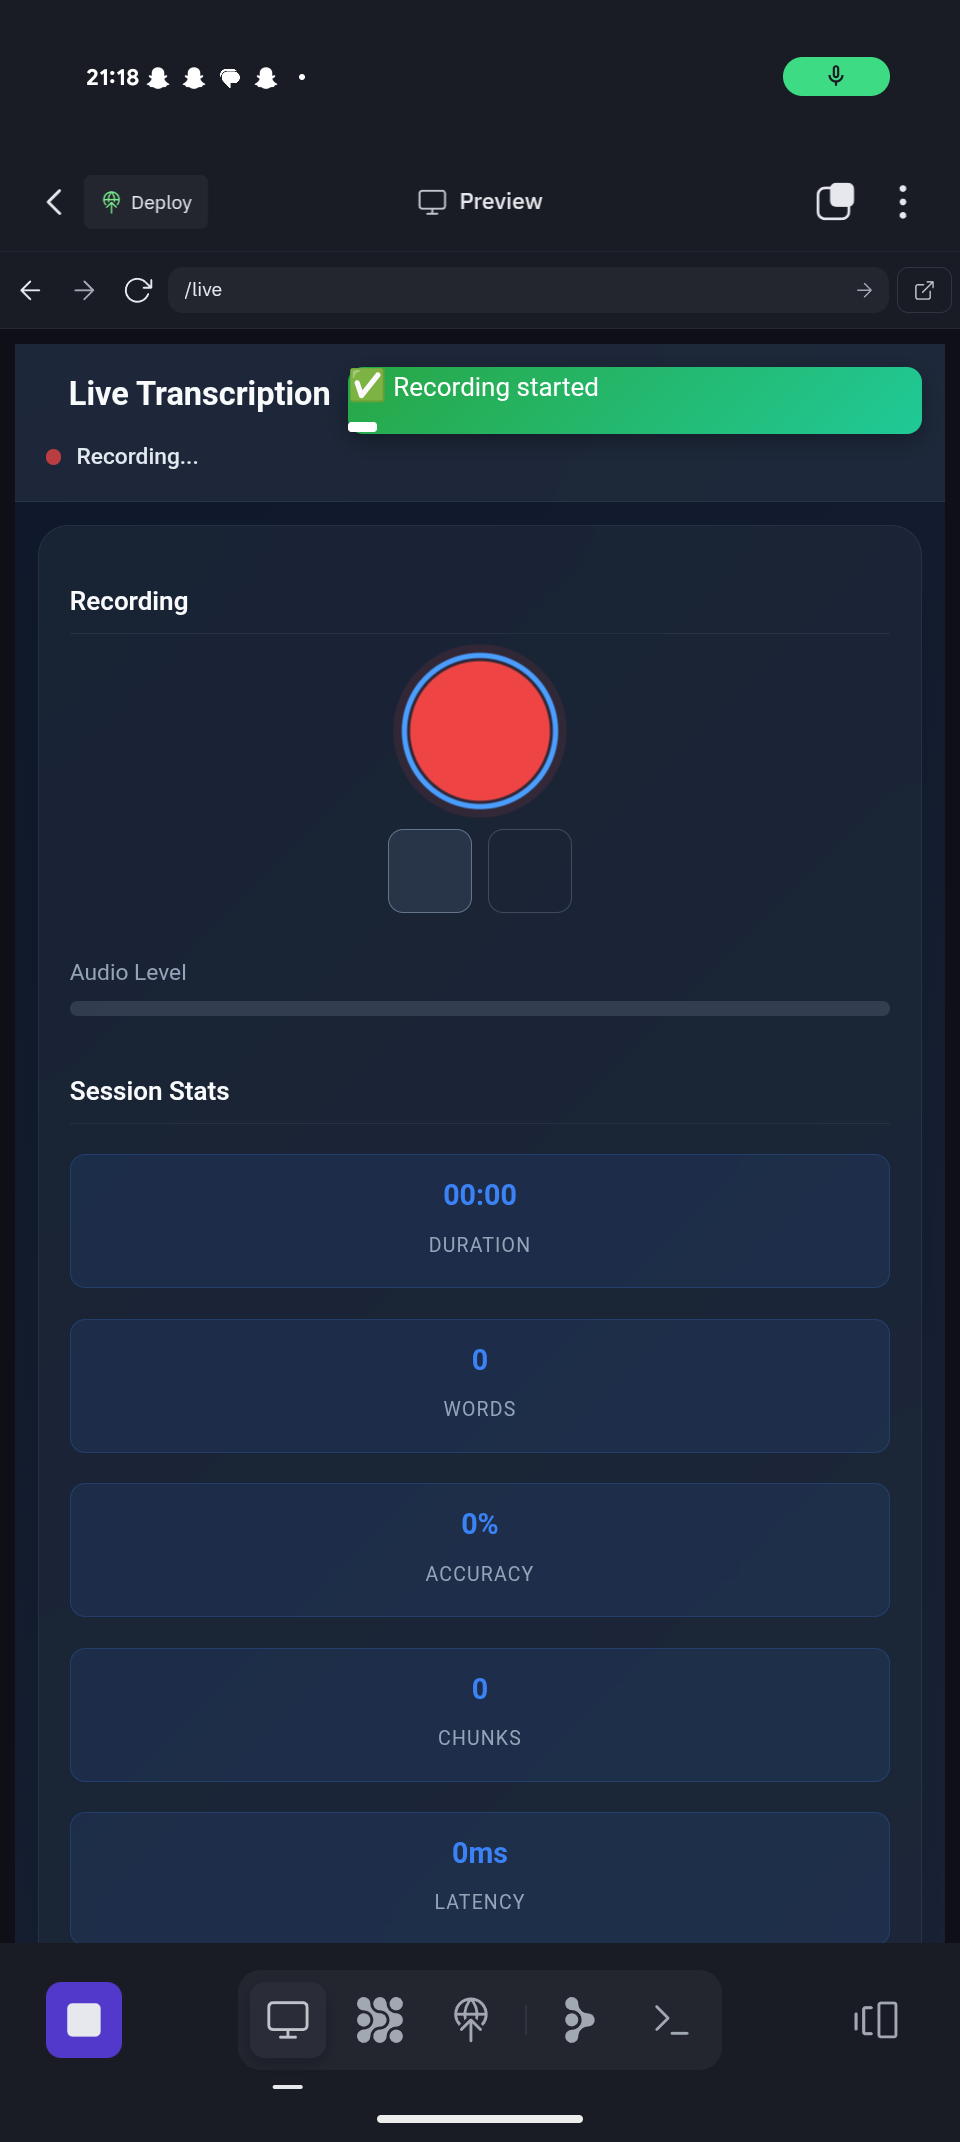 21:18
Deploy
Preview
/live
Live Transcription
✅ Recording started
Recording...
Recording
Audio Level
Session Stats
00:00
DURATION
0
WORDS
0%
ACCURACY
0
CHUNKS
0ms
LATENCY